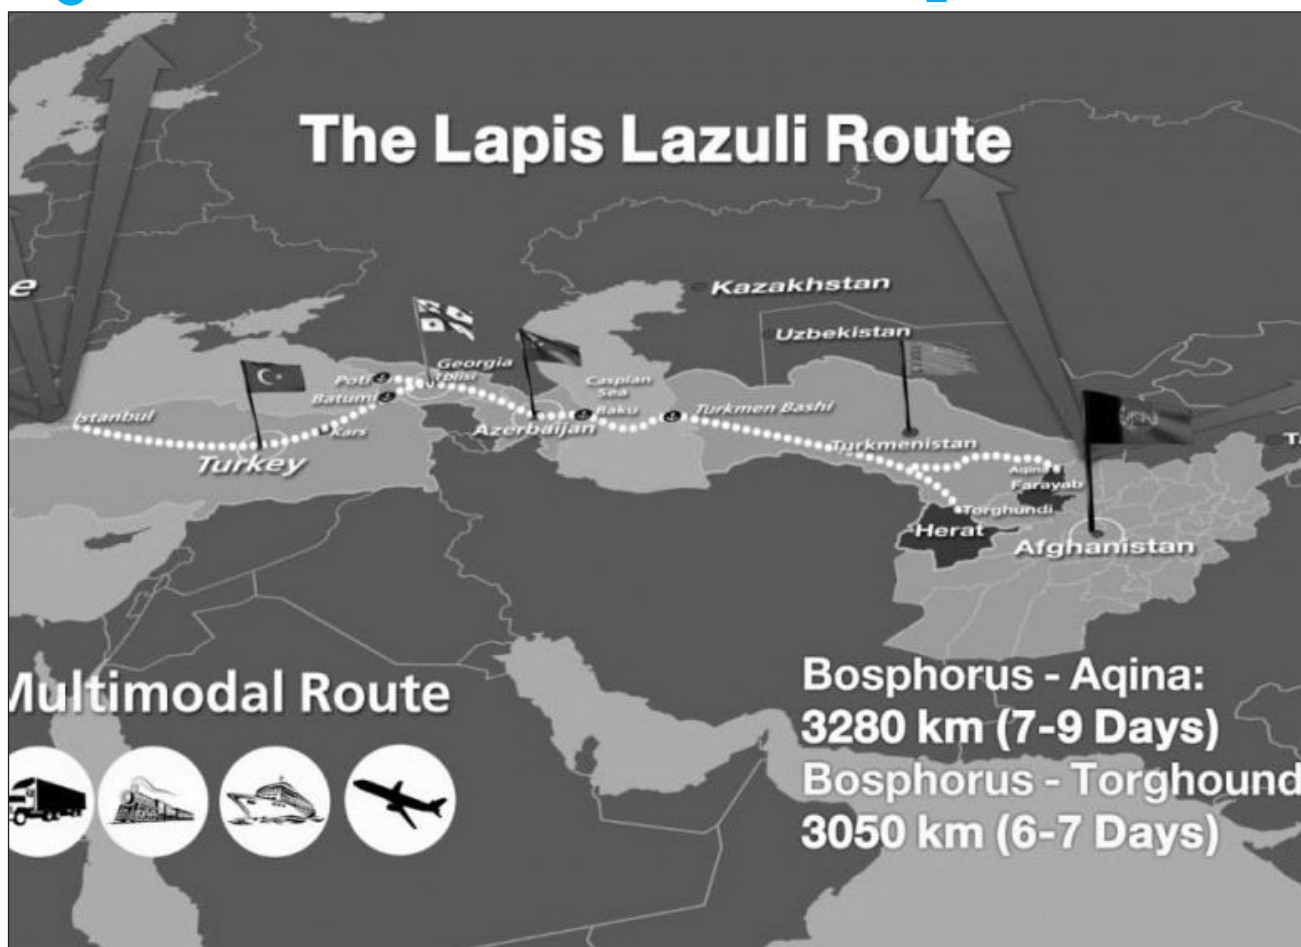 The Lapis Lazuli Route
e
Kazakhstan
Uzbekistan
Georgia
Tblisi
Poti
Batumi
Caspian
Sea
Istanbul
Kars
Baku
Turkmen Bashi
Azerbaijan
Turkey
Turkmenistan
Aqina
Farayab
Torghundi
Herat
Afghanistan
Multimodal Route
Bosphorus - Aqina:
3280 km (7-9 Days)
Bosphorus - Torghound
3050 km (6-7 Days)